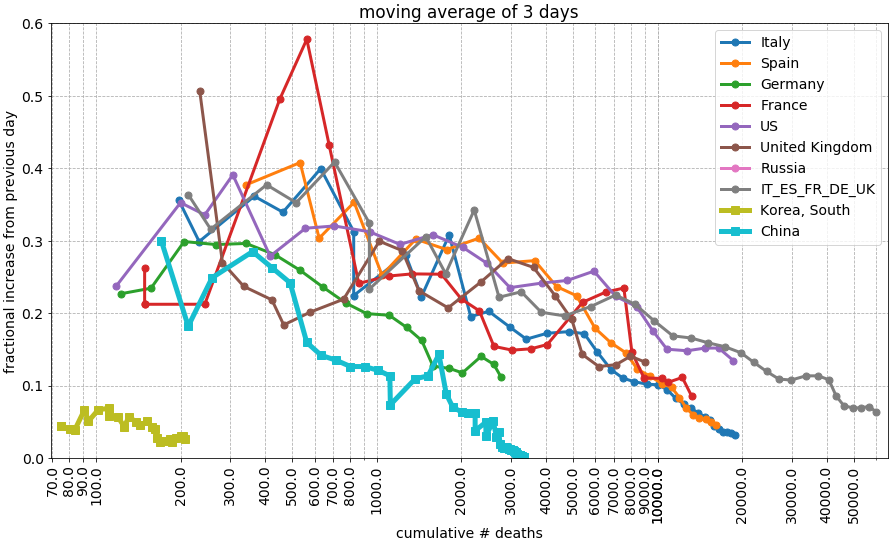 moving average of 3 days
fractional increase from previous day
0.6
0.5
0.4
0.3
0.2
0.1
0.0
Italy
Spain
Germany
France
US
United Kingdom
Russia
IT_ES_FR_DE_UK
Korea, South
China
70.0
80.0
90.0
100.0
200.0
300.0
400.0
500.0
600.0
700.0
800.0
1000.0
2000.0
3000.0
4000.0
5000.0
6000.0
7000.0
8000.0
9000.0
10000.0
20000.0
30000.0
40000.0
50000.0
cumulative # deaths